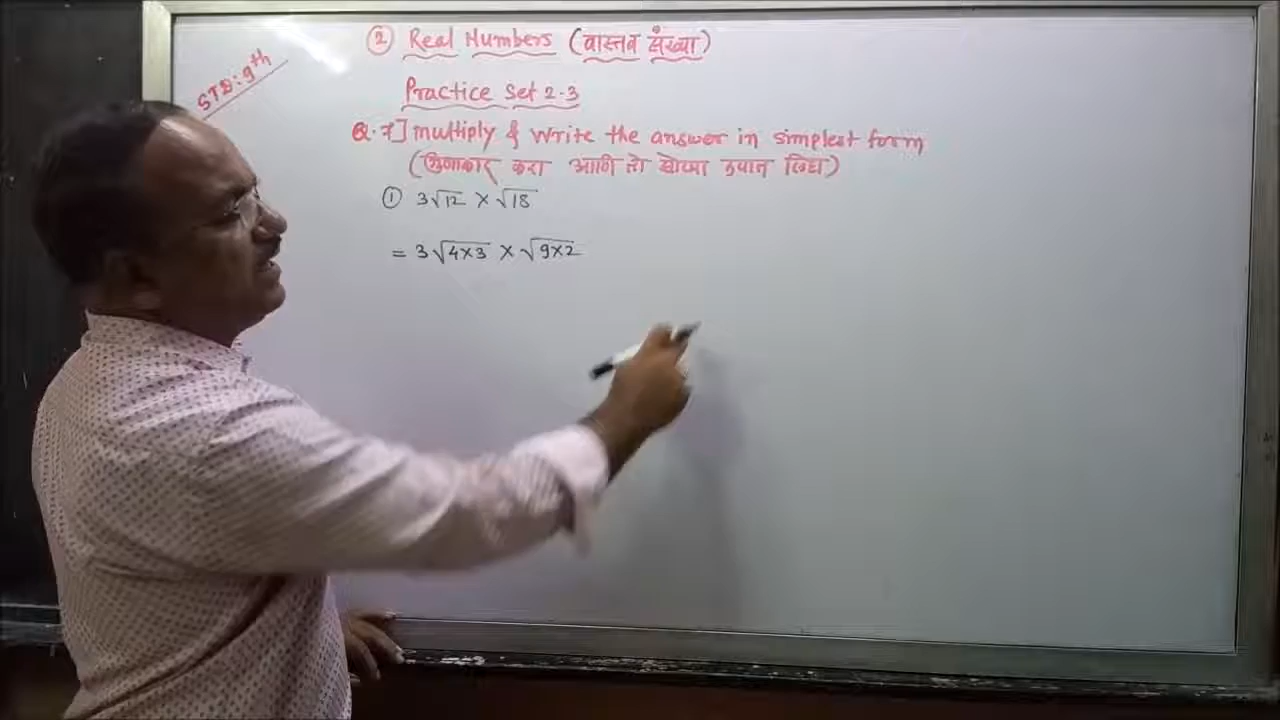 STD: 9th
② Real Numbers (वास्तव संख्या)
Practice Set 2.3
Q.7] multiply & write the answer in simplest form
(गुणाकार करा आणि तो सोप्या रुपात लिहा)
① 3√12 × √18
= 3√4×3 × √9×2